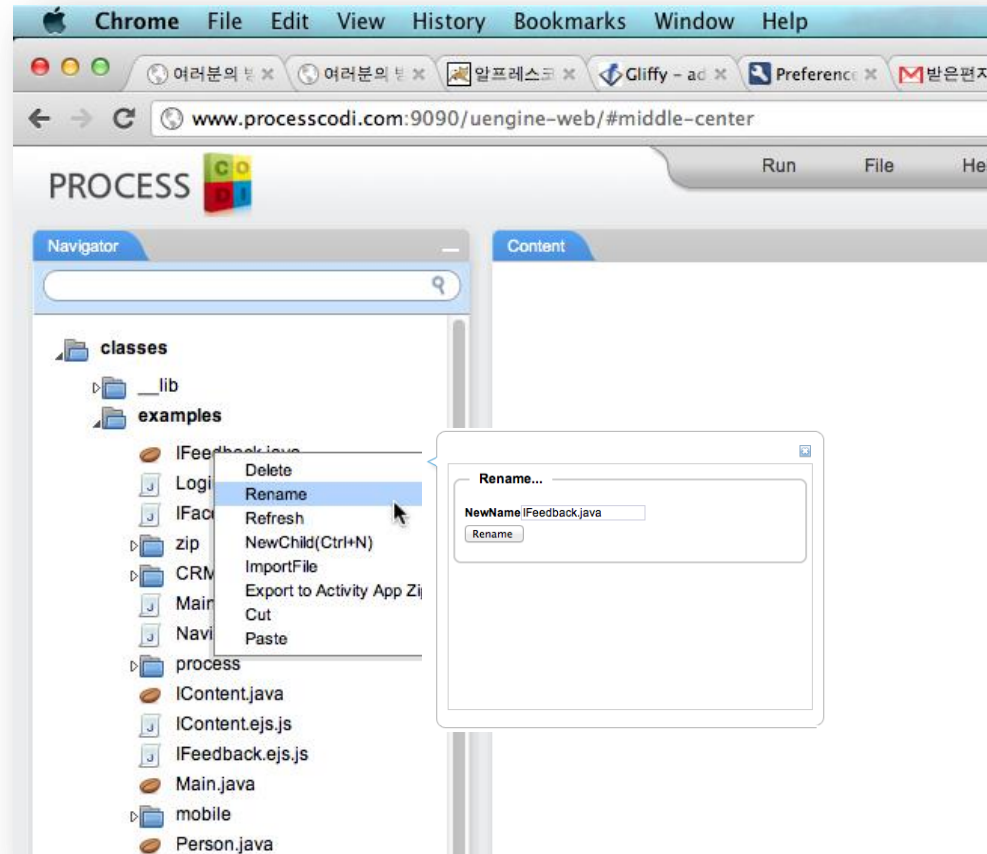 Chrome File Edit View History Bookmarks Window Help
여러분의 여러분의 알프레스코 Gliffy - ad Preference 받은편지
www.processcodi.com:9090/uengine-web/#middle-center
PROCESS CODI
Run File He
Navigator
Content
classes
__lib
examples
IFeedback.java
Logi
IFac
zip
CRM
Main
Navi
process
IContent.java
IContent.ejs.js
IFeedback.ejs.js
Main.java
mobile
Person.java
Delete
Rename
Refresh
NewChild(Ctrl+N)
ImportFile
Export to Activity App Zi
Cut
Paste
Rename...
NewName IFeedback.java
Rename